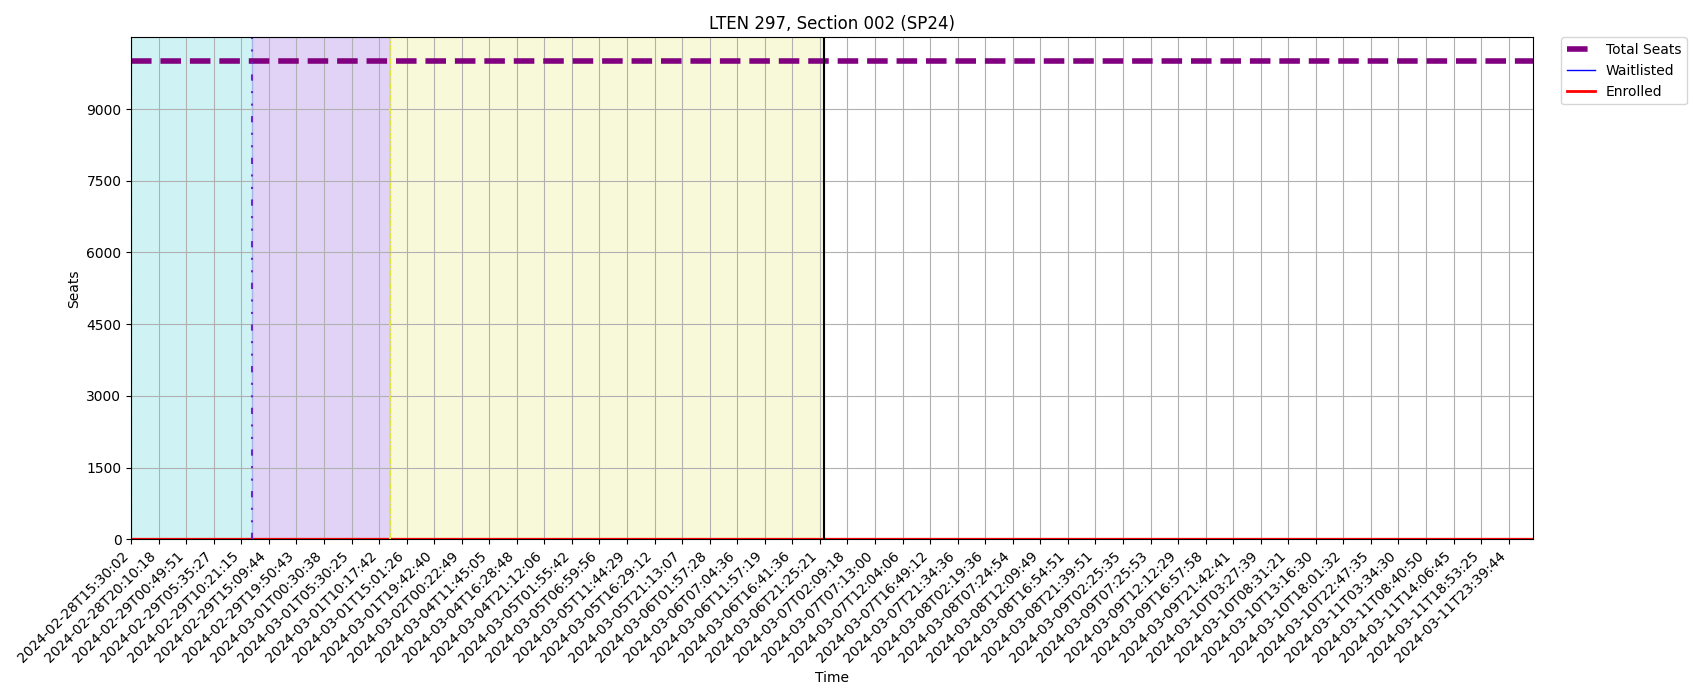 LTEN 297, Section 002 (SP24)
Total Seats
Waitlisted
Enrolled
Seats
9000
7500
6000
4500
3000
1500
0
2024-02-28T15:30:02
2024-02-28T20:10:18
2024-02-29T00:49:51
2024-02-29T05:35:27
2024-02-29T10:21:15
2024-02-29T15:09:44
2024-02-29T19:50:43
2024-03-01T00:30:38
2024-03-01T05:30:25
2024-03-01T10:17:42
2024-03-01T15:01:26
2024-03-01T19:42:40
2024-03-02T00:22:49
2024-03-04T11:45:05
2024-03-04T16:28:48
2024-03-04T21:12:06
2024-03-05T01:55:42
2024-03-05T06:59:56
2024-03-05T11:44:29
2024-03-05T16:29:12
2024-03-05T21:13:07
2024-03-06T01:57:28
2024-03-06T07:04:36
2024-03-06T11:57:19
2024-03-06T16:41:36
2024-03-06T21:25:21
2024-03-07T02:09:18
2024-03-07T07:13:00
2024-03-07T12:04:06
2024-03-07T16:49:12
2024-03-07T21:34:36
2024-03-08T02:19:36
2024-03-08T07:24:54
2024-03-08T12:09:49
2024-03-08T16:54:51
2024-03-08T21:39:51
2024-03-09T02:25:35
2024-03-09T07:25:53
2024-03-09T12:12:29
2024-03-09T16:57:58
2024-03-09T21:42:41
2024-03-10T03:27:39
2024-03-10T08:31:21
2024-03-10T13:16:30
2024-03-10T18:01:32
2024-03-10T22:47:35
2024-03-11T03:34:30
2024-03-11T08:40:50
2024-03-11T14:06:45
2024-03-11T18:53:25
2024-03-11T23:39:44
Time